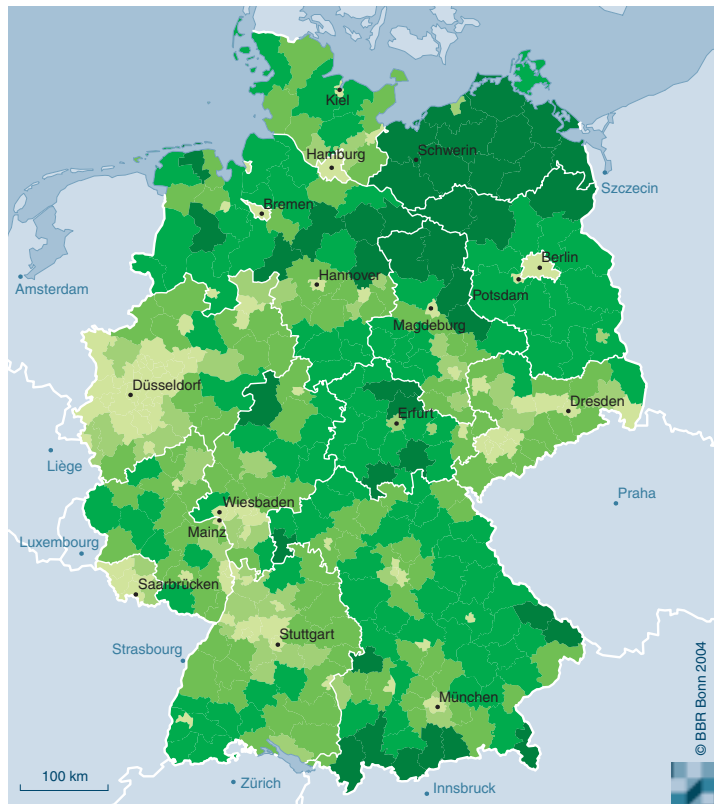 Kiel
Hamburg
Schwerin
Szczecin
Bremen
Berlin
Amsterdam
Hannover
Potsdam
Magdeburg
Düsseldorf
Dresden
Erfurt
Liège
Praha
Wiesbaden
Mainz
Luxembourg
Saarbrücken
Stuttgart
Strasbourg
München
© BBR Bonn 2004
100 km
Zürich
Innsbruck